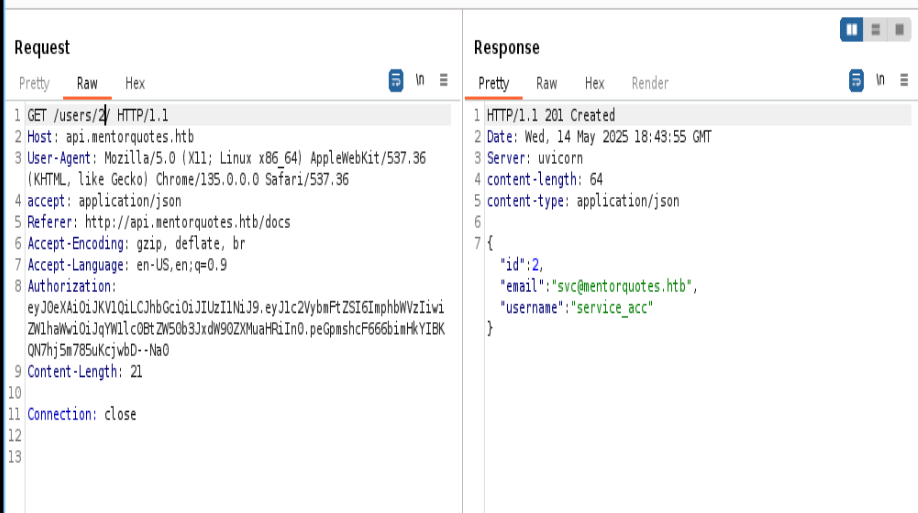 Request
Pretty Raw Hex \n
1 GET /users/2/ HTTP/1.1
2 Host: api.mentorquotes.htb
3 User-Agent: Mozilla/5.0 (X11; Linux x86_64) AppleWebKit/537.36
(KHTML, like Gecko) Chrome/135.0.0.0 Safari/537.36
4 accept: application/json
5 Referer: http://api.mentorquotes.htb/docs
6 Accept-Encoding: gzip, deflate, br
7 Accept-Language: en-US,en;q=0.9
8 Authorization:
eyJ0eXAiOiJKV1QiLCJhbGciOiJIUzI1NiJ9.eyJ1c2VybmFtZSI6ImphbWVzIiwi
ZW1haWwiOiJqYW1lc0BtZW50b3JxdW90ZXMuaHRiIn0.peGpmshcF666bimHkYIBK
QN7hj5m785uKcjwbD--Na0
9 Content-Length: 21
10
11 Connection: close
12
13
Response
Pretty Raw Hex Render \n
1 HTTP/1.1 201 Created
2 Date: Wed, 14 May 2025 18:43:55 GMT
3 Server: uvicorn
4 content-length: 64
5 content-type: application/json
6
7 {
"id":2,
"email":"svc@mentorquotes.htb",
"username":"service_acc"
}